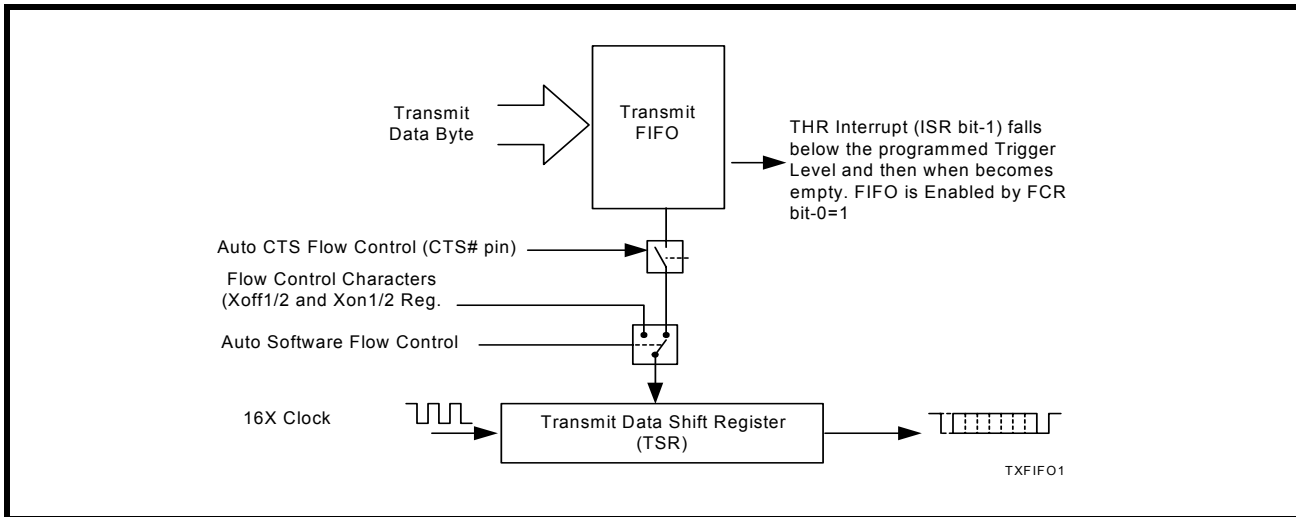 Transmit
Data Byte
Transmit
FIFO
THR Interrupt (ISR bit-1) falls
below the programmed Trigger
Level and then when becomes
empty. FIFO is Enabled by FCR
bit-0=1
Auto CTS Flow Control (CTS# pin)
Flow Control Characters
(Xoff1/2 and Xon1/2 Reg.
Auto Software Flow Control
16X Clock
Transmit Data Shift Register
(TSR)
TXFIFO1